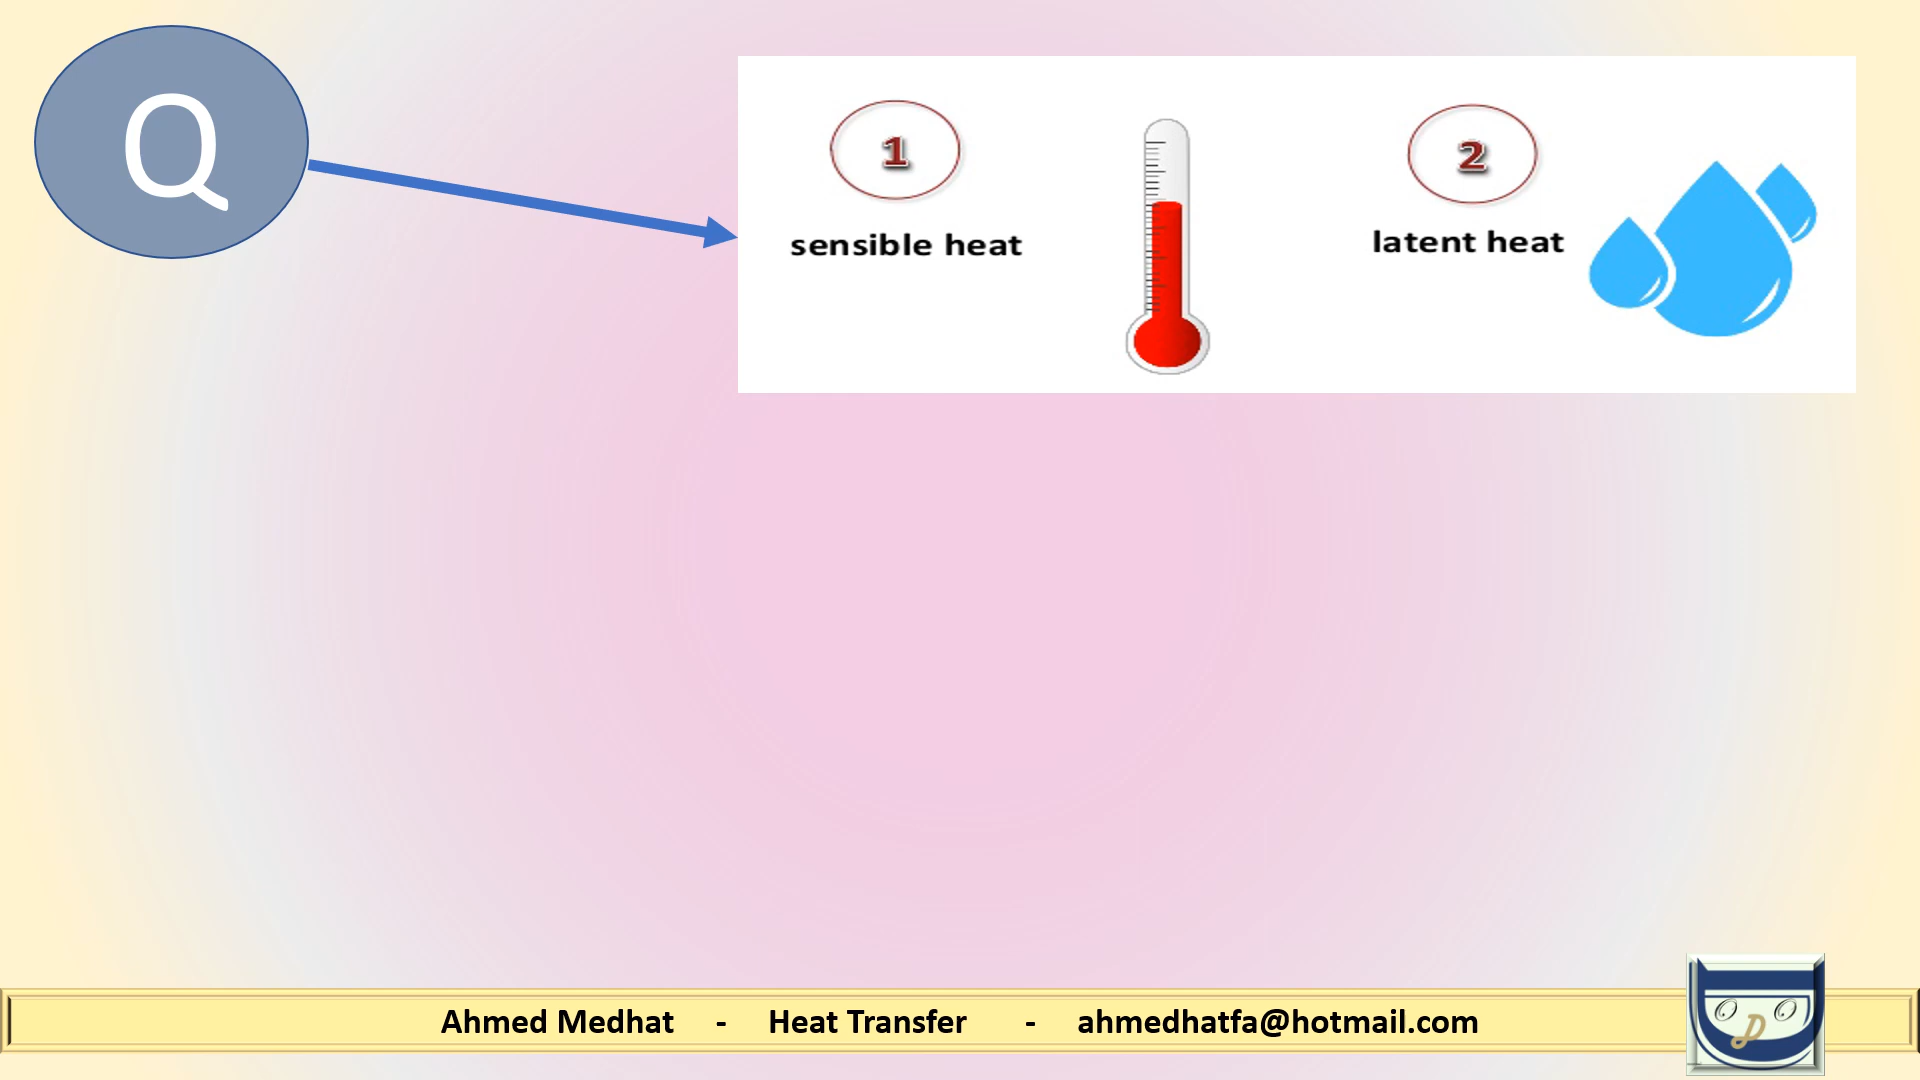 Q
1
2
sensible heat
latent heat
Ahmed Medhat - Heat Transfer - ahmedhatfa@hotmail.com
O D O